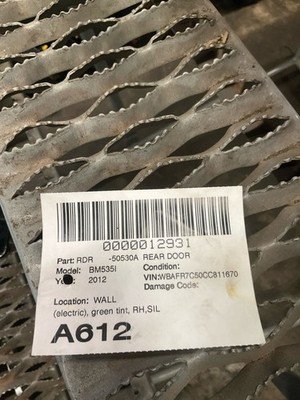 0000012931
Part: RDR -50530A REAR DOOR
Model: BM535I Condition:
Year: 2012 VIN:WBAFR7C50CC811670
Damage Code:
Location: WALL
(electric), green tint, RH,SIL
A612